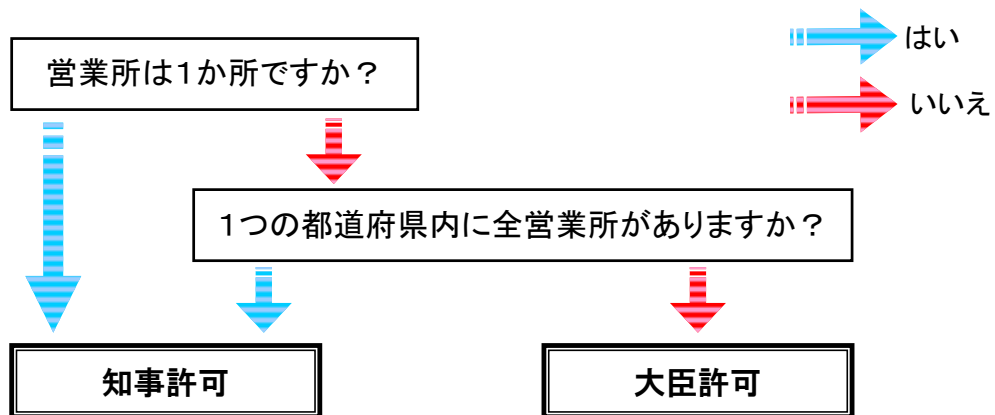 はい
営業所は１か所ですか？
いいえ
１つの都道府県内に全営業所がありますか？
知事許可
大臣許可